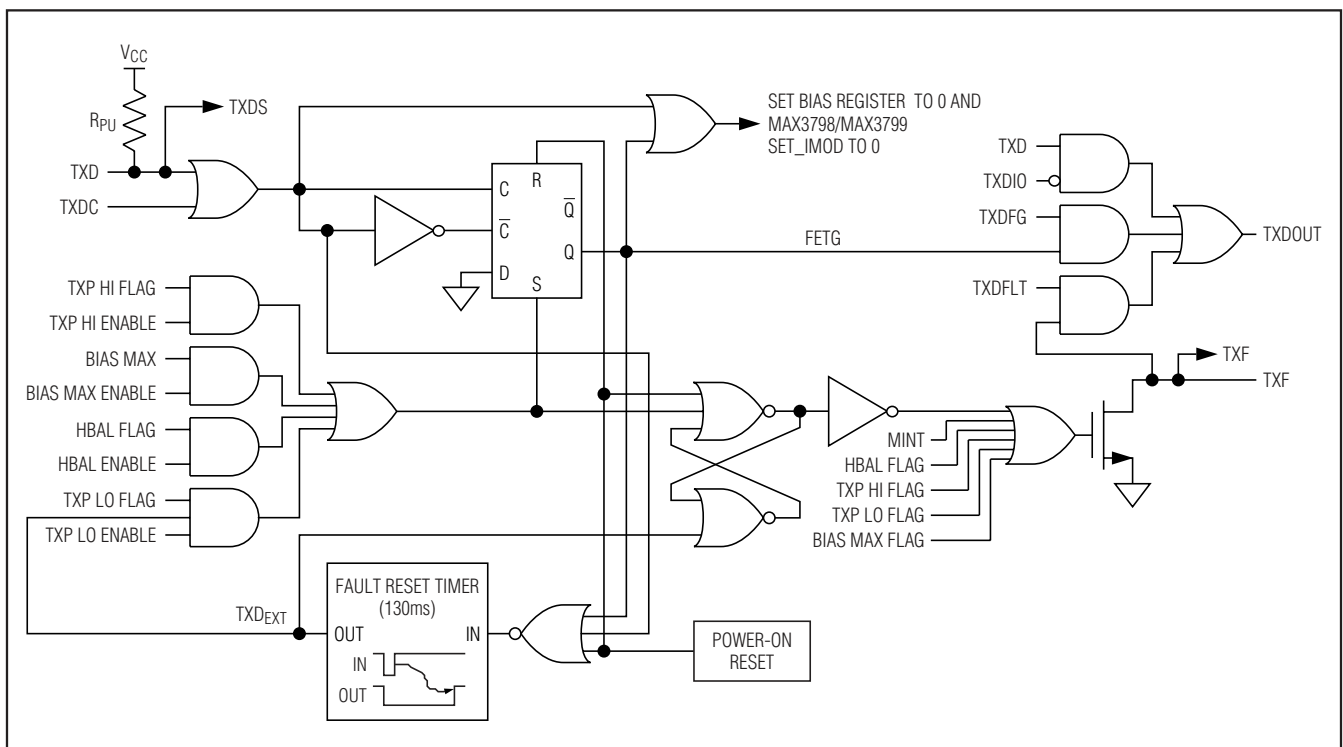 VCC
RPU
TXDS
TXD
TXDC
SET BIAS REGISTER TO 0 AND
MAX3798/MAX3799
SET_IMOD TO 0
R
C
Q̅
C̅
Q
D
S
FETG
TXD
TXDIO
TXDFG
TXDFLT
TXDOUT
TXF
TXF
TXP HI FLAG
TXP HI ENABLE
BIAS MAX
BIAS MAX ENABLE
HBAL FLAG
HBAL ENABLE
TXP LO FLAG
TXP LO ENABLE
MINT
HBAL FLAG
TXP HI FLAG
TXP LO FLAG
BIAS MAX FLAG
TXDEXT
FAULT RESET TIMER
(130ms)
OUT
IN
IN
OUT
POWER-ON
RESET